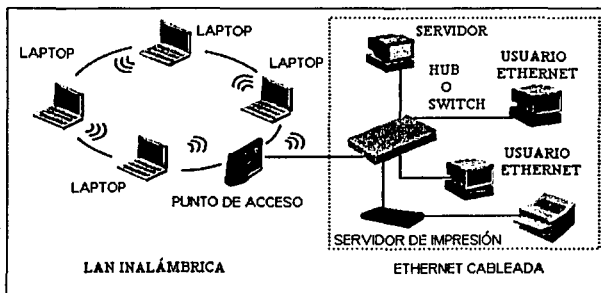 LAPTOP
LAPTOP
LAPTOP
LAPTOP
PUNTO DE ACCESO
LAN INALÁMBRICA
SERVIDOR
HUB
O
SWITCH
USUARIO
ETHERNET
USUARIO
ETHERNET
SERVIDOR DE IMPRESIÓN
ETHERNET CABLEADA